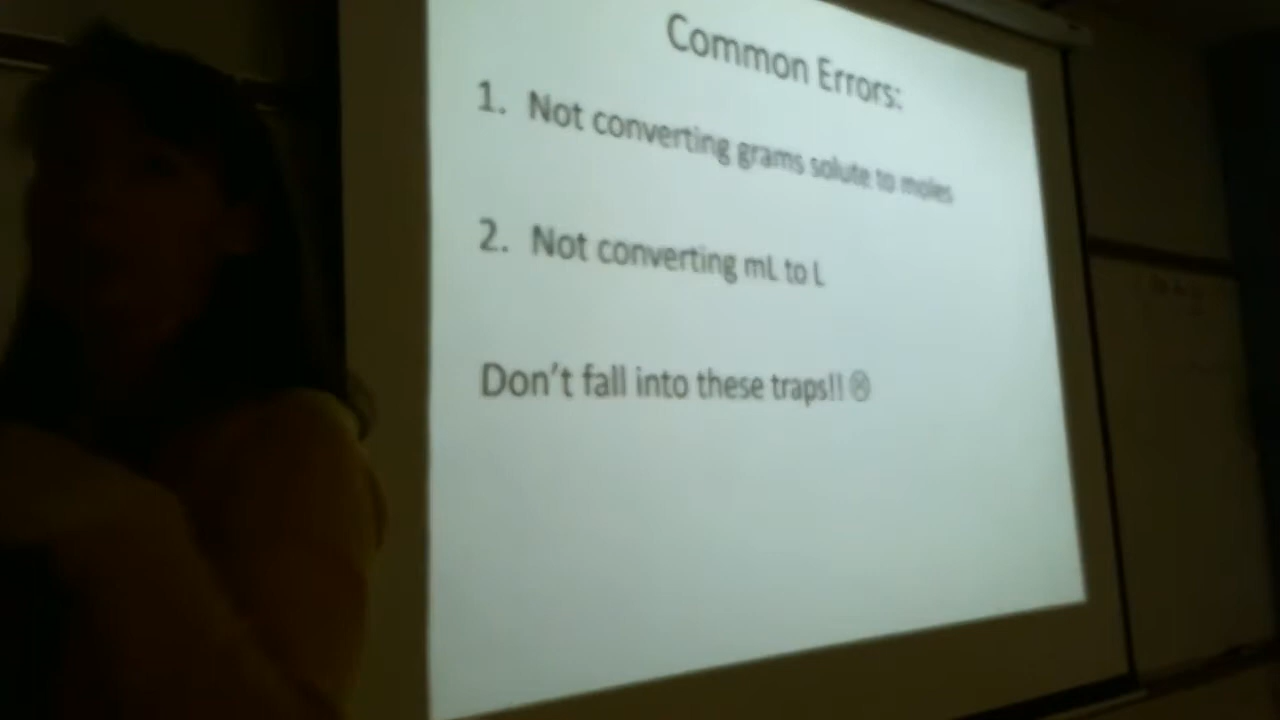 Common Errors:
1. Not converting grams solute to moles
2. Not converting mL to L
Don't fall into these traps!! ☹